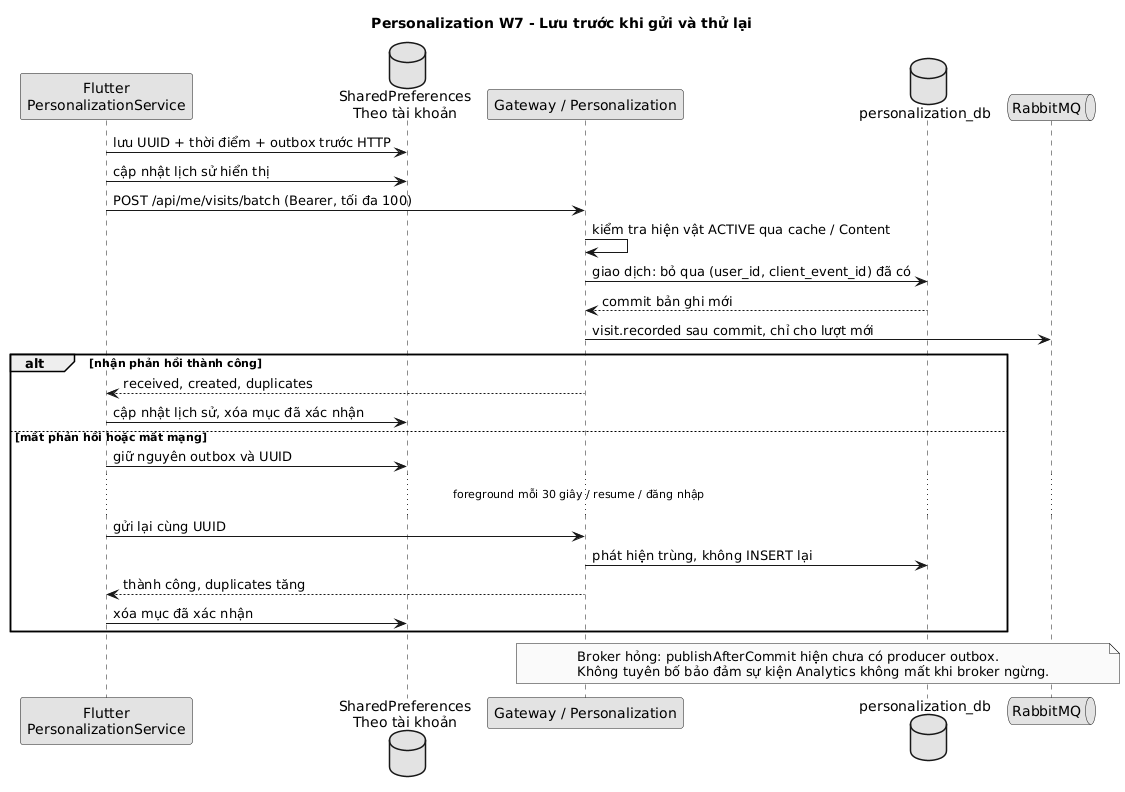 Personalization W7 - Lưu trước khi gửi và thử lại
Flutter
PersonalizationService
SharedPreferences
Theo tài khoản
Gateway / Personalization
personalization_db
RabbitMQ
lưu UUID + thời điểm + outbox trước HTTP
cập nhật lịch sử hiển thị
POST /api/me/visits/batch (Bearer, tối đa 100)
kiểm tra hiện vật ACTIVE qua cache / Content
giao dịch: bỏ qua (user_id, client_event_id) đã có
commit bản ghi mới
visit.recorded sau commit, chỉ cho lượt mới
alt
[nhận phản hồi thành công]
received, created, duplicates
cập nhật lịch sử, xóa mục đã xác nhận
[mất phản hồi hoặc mất mạng]
giữ nguyên outbox và UUID
foreground mỗi 30 giây / resume / đăng nhập
gửi lại cùng UUID
phát hiện trùng, không INSERT lại
thành công, duplicates tăng
xóa mục đã xác nhận
Broker hỏng: publishAfterCommit hiện chưa có producer outbox.
Không tuyên bố bảo đảm sự kiện Analytics không mất khi broker ngừng.
Flutter
PersonalizationService
SharedPreferences
Theo tài khoản
Gateway / Personalization
personalization_db
RabbitMQ